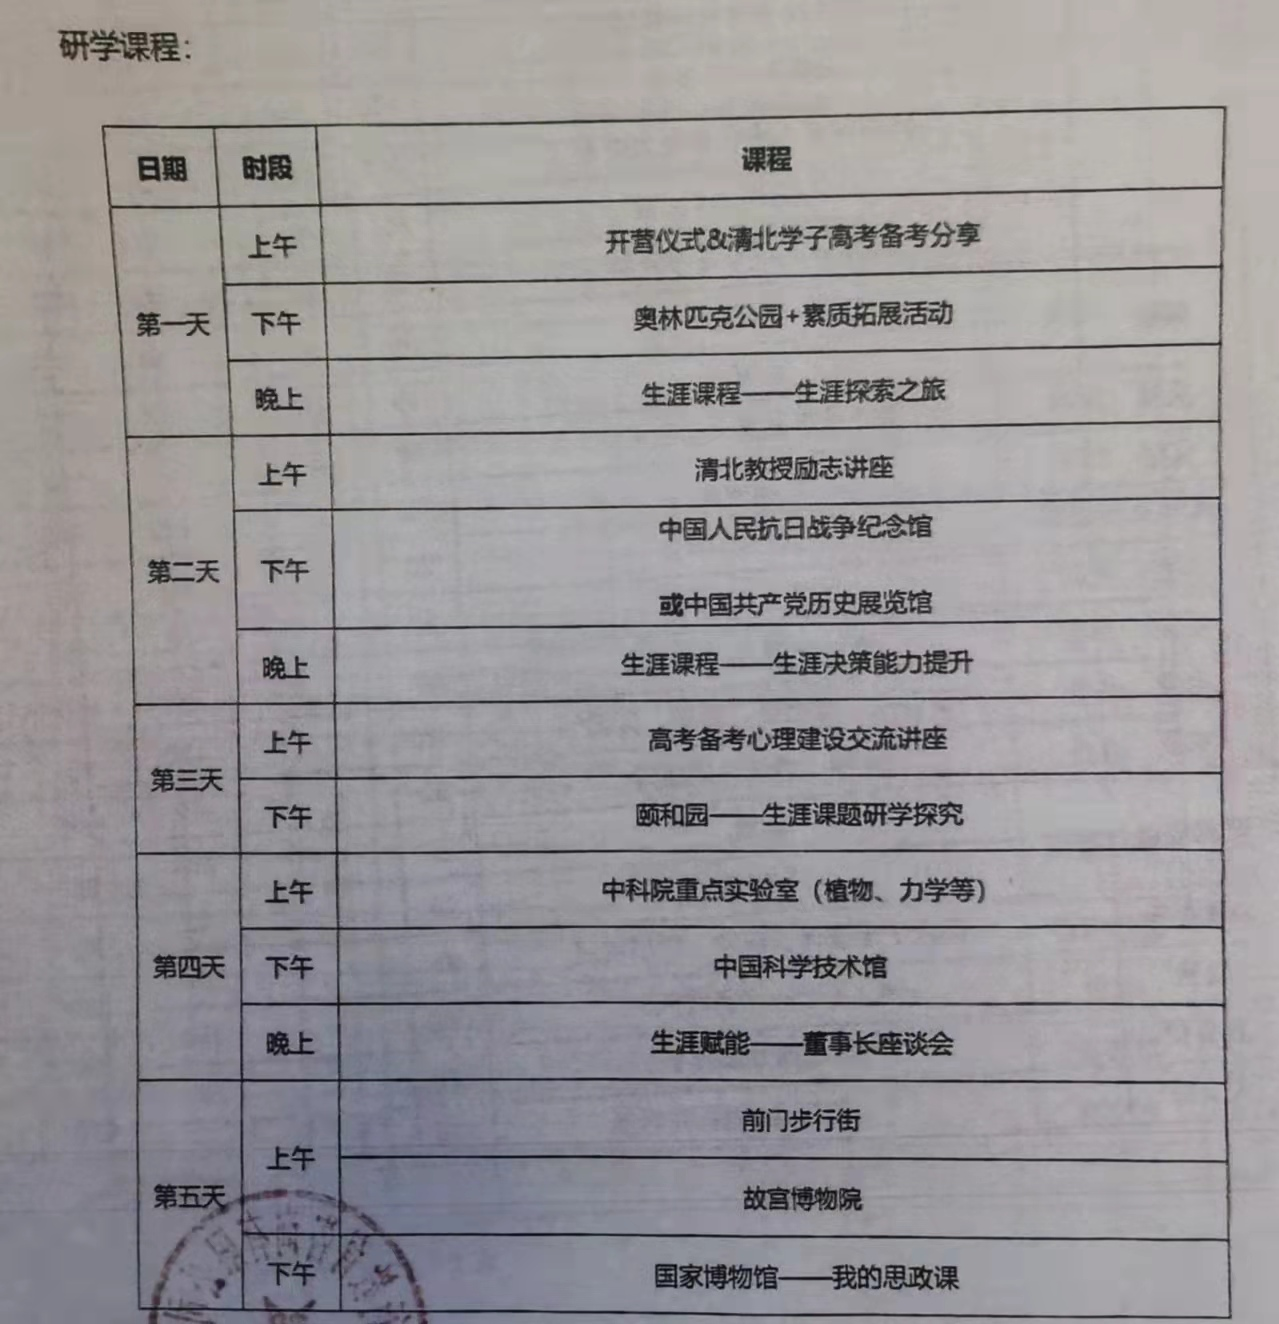 研学课程：
日期 时段 课程
第一天 上午 开营仪式&清北学子高考备考分享
下午 奥林匹克公园+素质拓展活动
晚上 生涯课程——生涯探索之旅
第二天 上午 清北教授励志讲座
下午 中国人民抗日战争纪念馆
或中国共产党历史展览馆
晚上 生涯课程——生涯决策能力提升
第三天 上午 高考备考心理建设交流讲座
下午 颐和园——生涯课题研学探究
第四天 上午 中科院重点实验室（植物、力学等）
下午 中国科学技术馆
晚上 生涯赋能——董事长座谈会
第五天 上午 前门步行街
故宫博物院
下午 国家博物馆——我的思政课